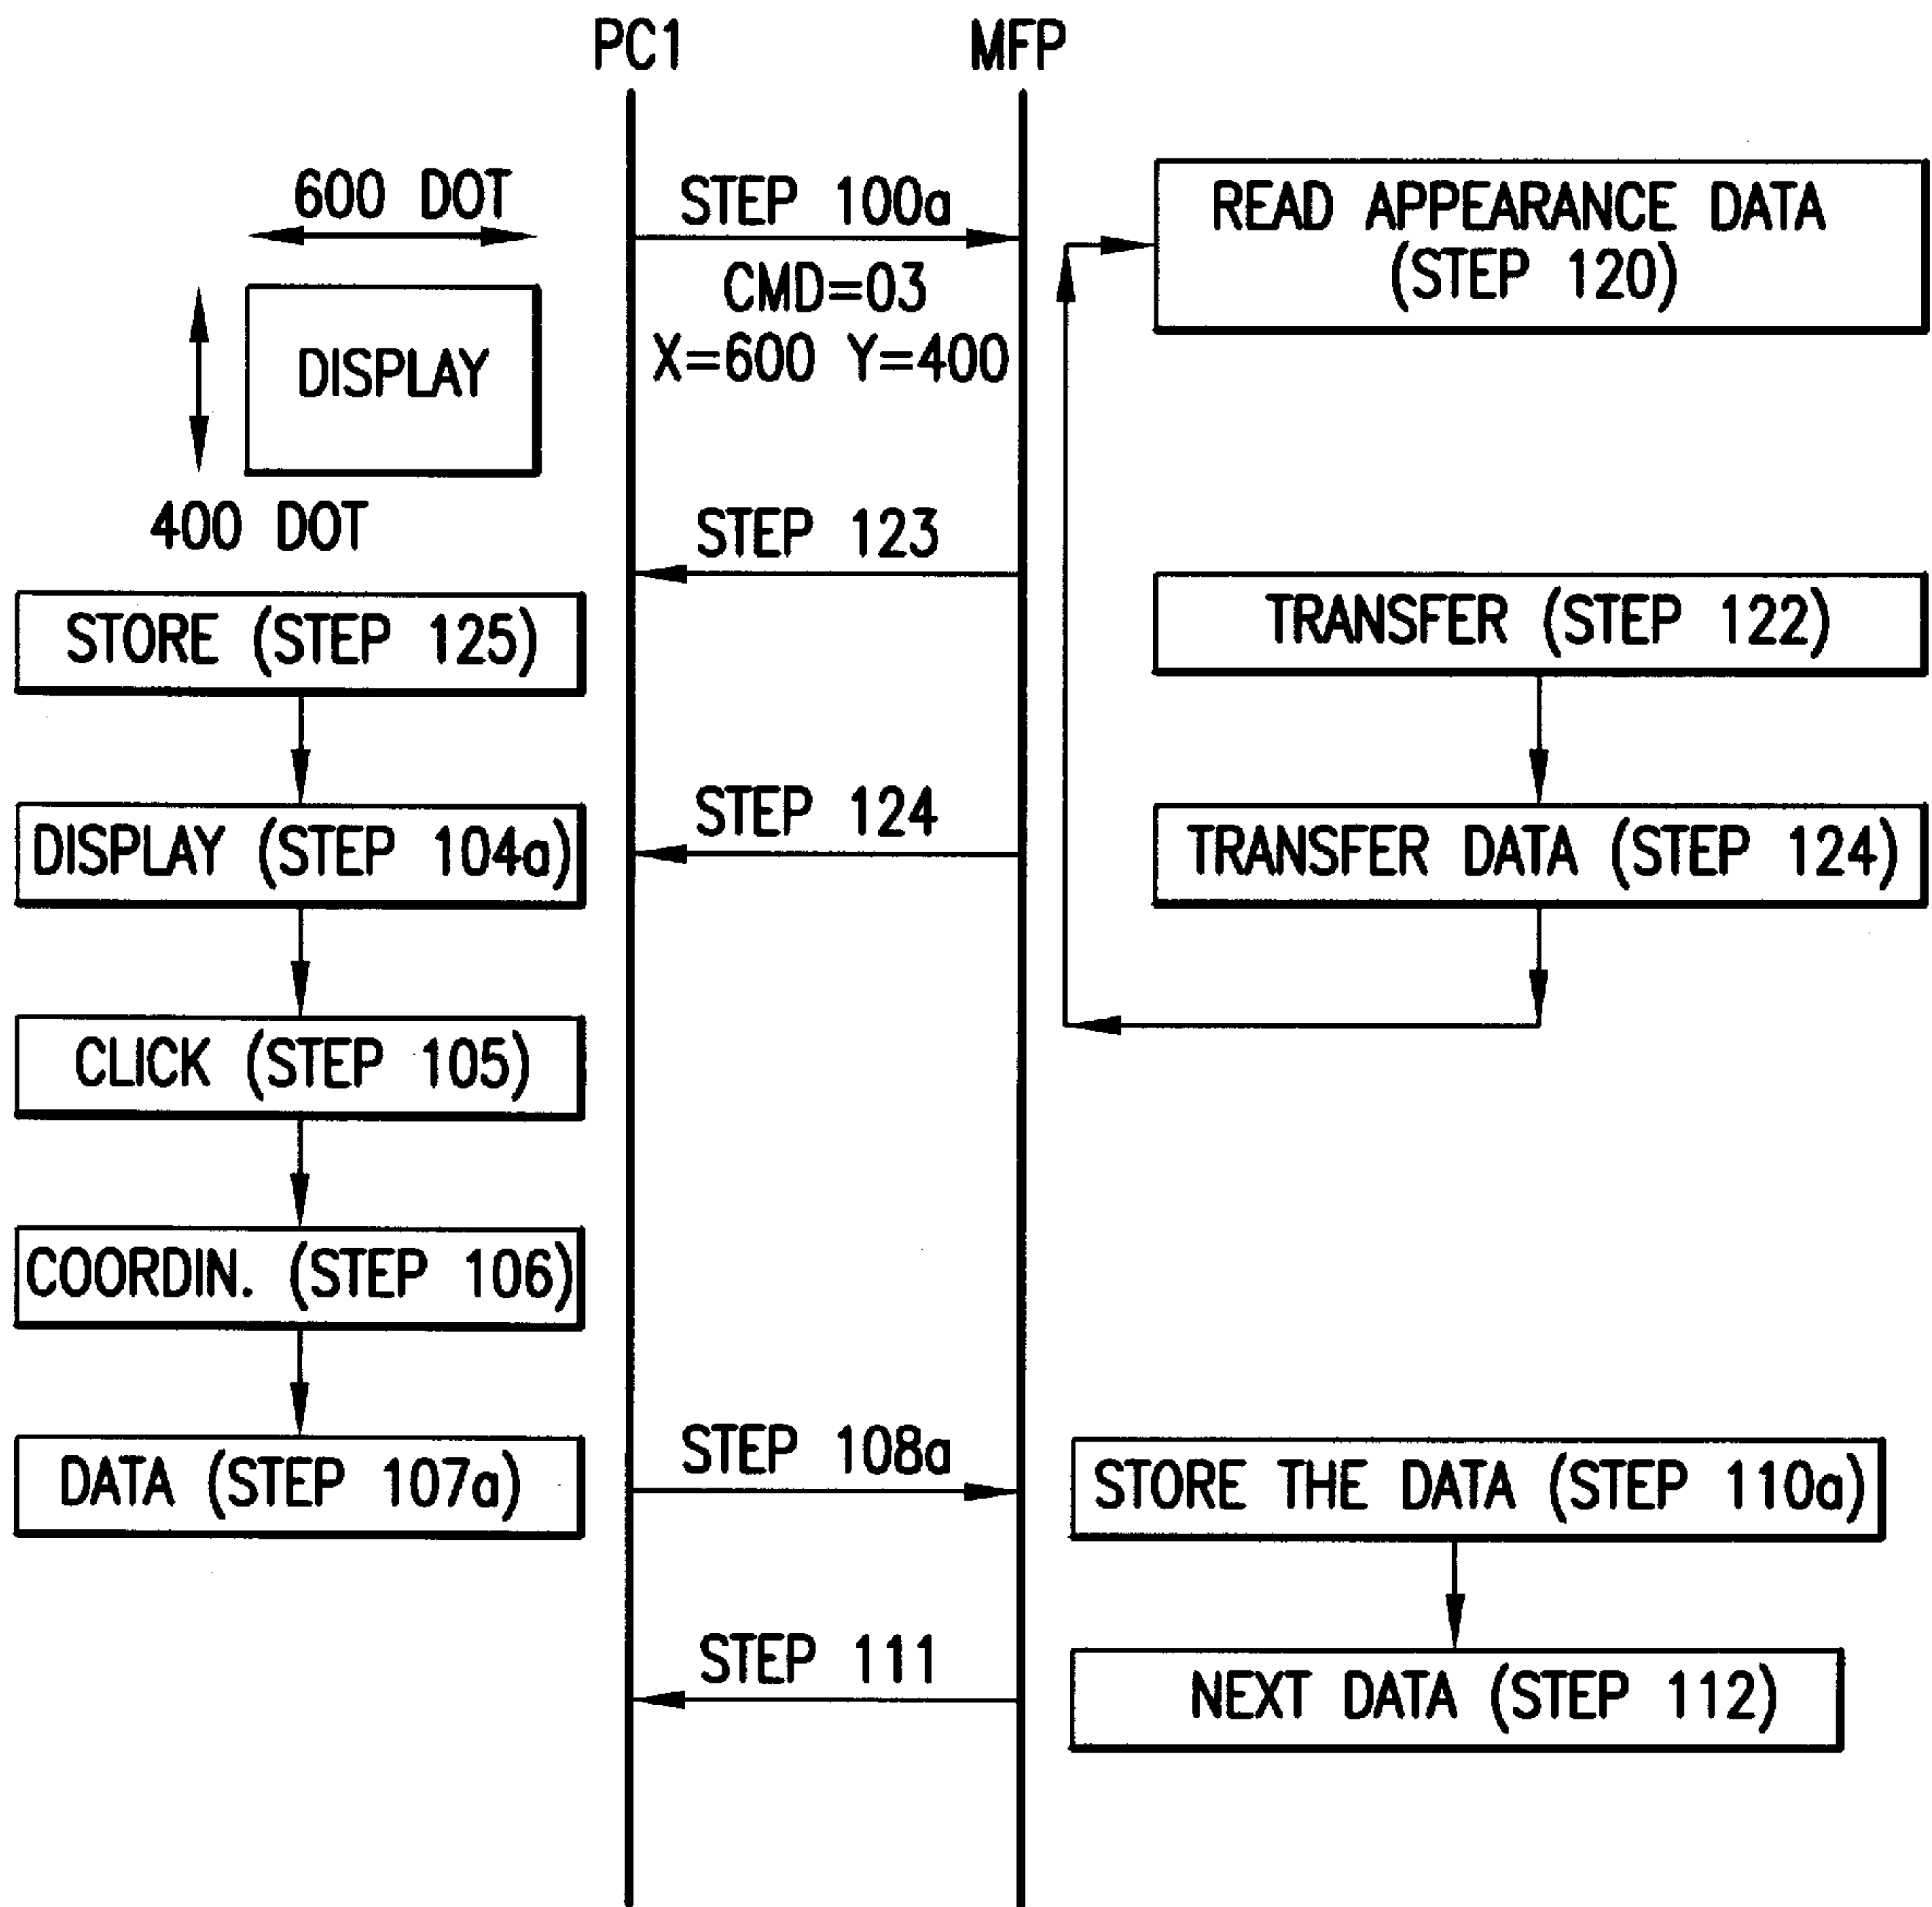 PC1
MFP
600 DOT
STEP 100a
READ APPEARANCE DATA
(STEP 120)
CMD=03
DISPLAY
X=600 Y=400
400 DOT
STEP 123
STORE (STEP 125)
TRANSFER (STEP 122)
STEP 124
DISPLAY (STEP 104a)
TRANSFER DATA (STEP 124)
CLICK (STEP 105)
COORDIN. (STEP 106)
DATA (STEP 107a)
STEP 108a
STORE THE DATA (STEP 110a)
STEP 111
NEXT DATA (STEP 112)